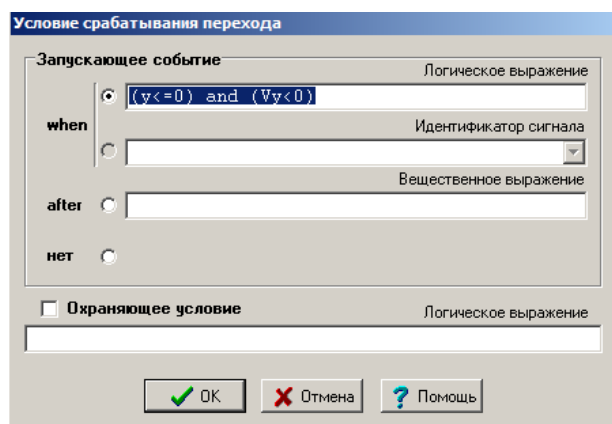 Условие срабатывания перехода
Запускающее событие
Логическое выражение
(y<=0) and (Vy<0)
when
Идентификатор сигнала
Вещественное выражение
after
нет
Охраняющее условие
Логическое выражение
OK
Отмена
? Помощь